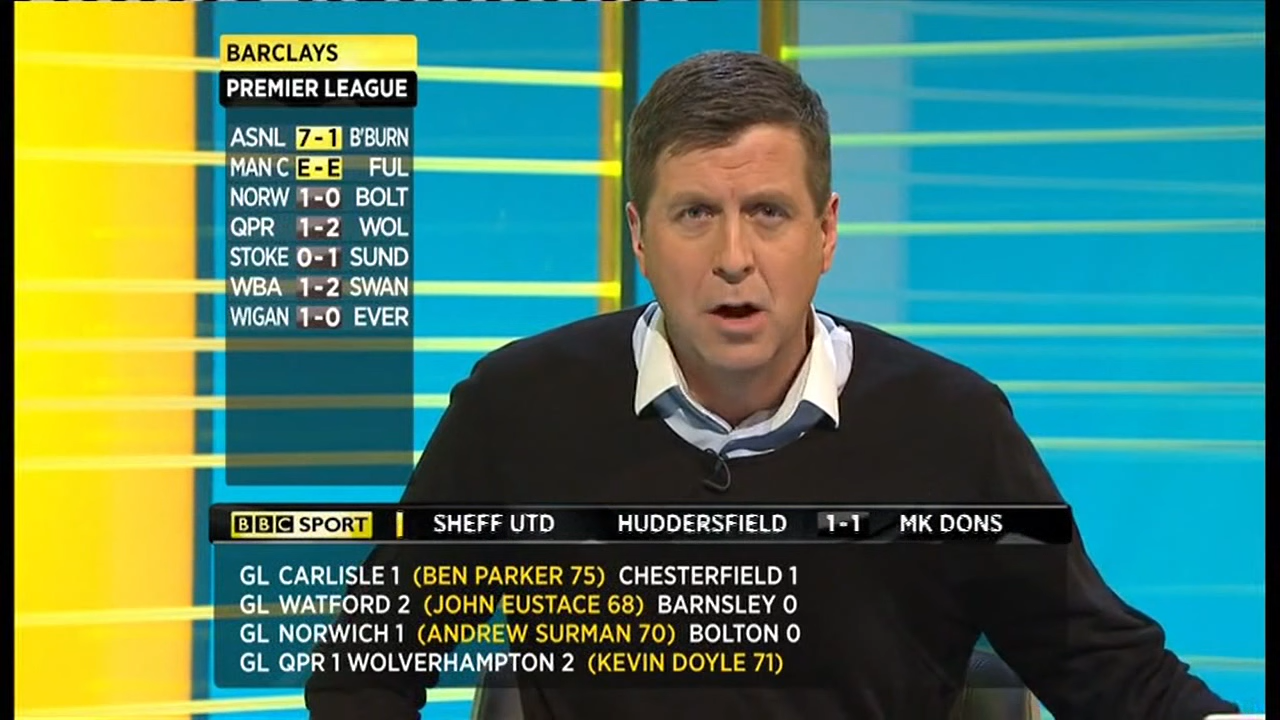 BARCLAYS
PREMIER LEAGUE
ASNL 7-1 B'BURN
MAN C E-E FUL
NORW 1-0 BOLT
QPR 1-2 WOL
STOKE 0-1 SUND
WBA 1-2 SWAN
WIGAN 1-0 EVER
BBC SPORT SHEFF UTD HUDDERSFIELD 1-1 MK DONS
GL CARLISLE 1 (BEN PARKER 75) CHESTERFIELD 1
GL WATFORD 2 (JOHN EUSTACE 68) BARNSLEY 0
GL NORWICH 1 (ANDREW SURMAN 70) BOLTON 0
GL QPR 1 WOLVERHAMPTON 2 (KEVIN DOYLE 71)